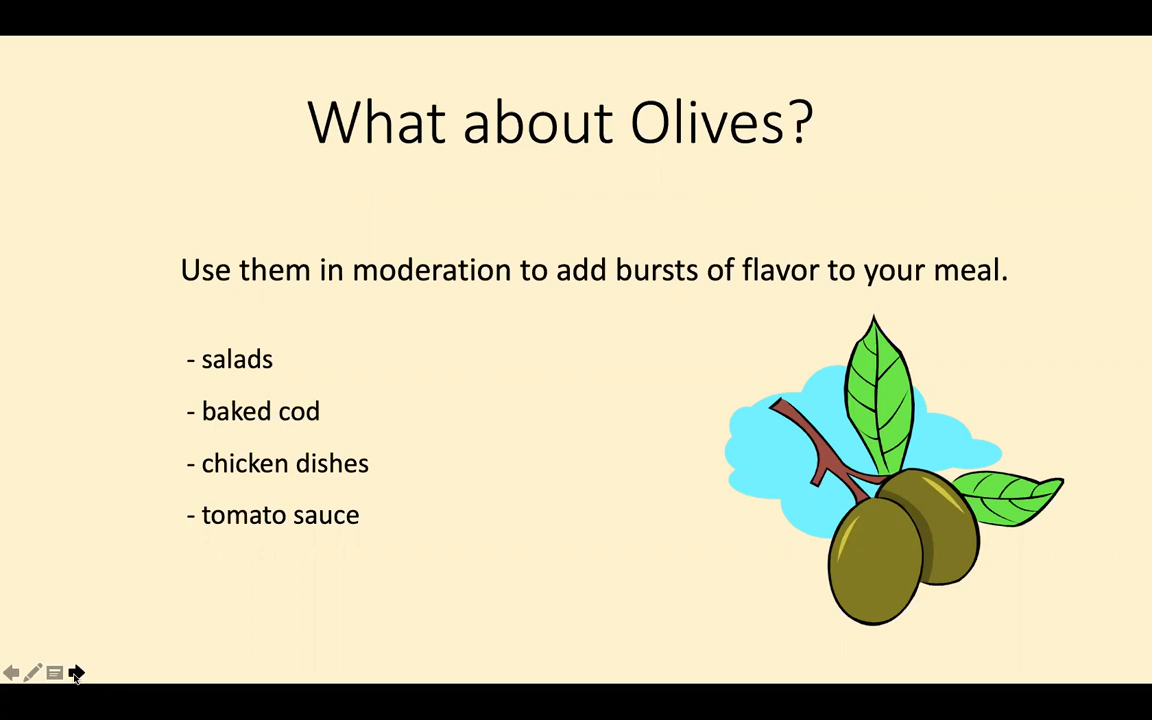 What about Olives?
Use them in moderation to add bursts of flavor to your meal.
- salads
- baked cod
- chicken dishes
- tomato sauce